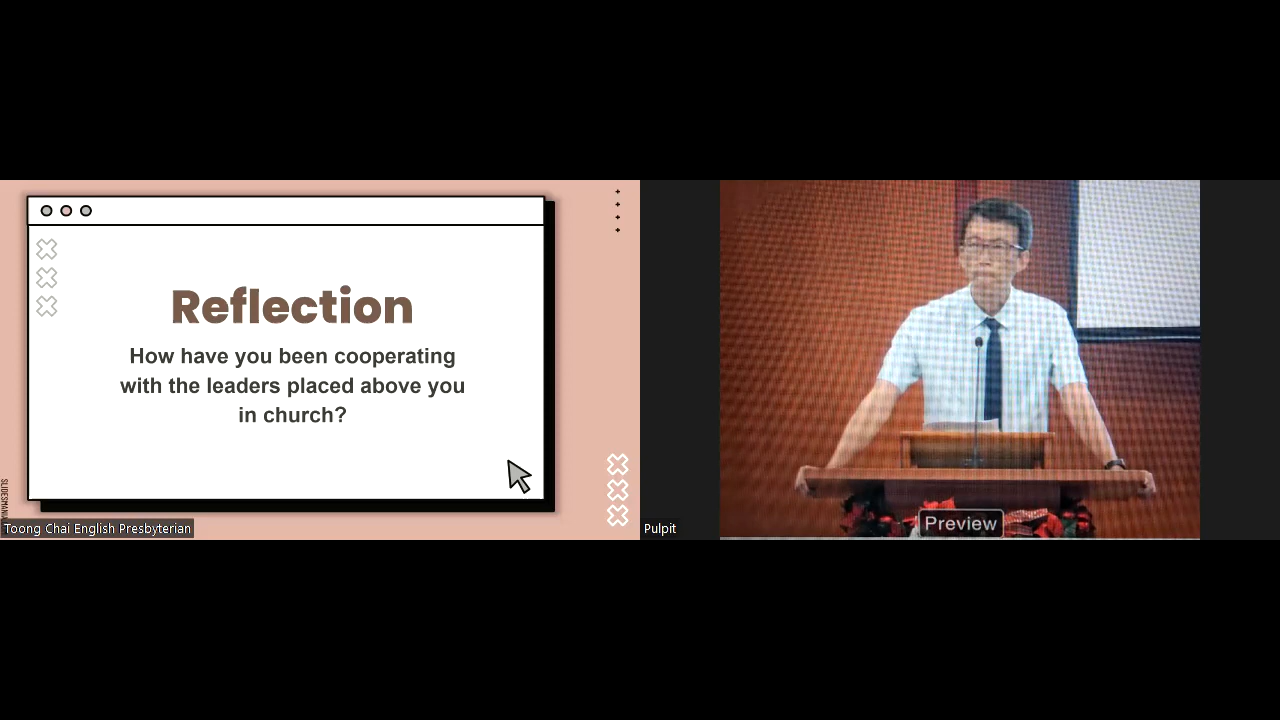 Reflection
How have you been cooperating
with the leaders placed above you
in church?
SLIDESMANIA
Toong Chai English Presbyterian
Pulpit
Preview